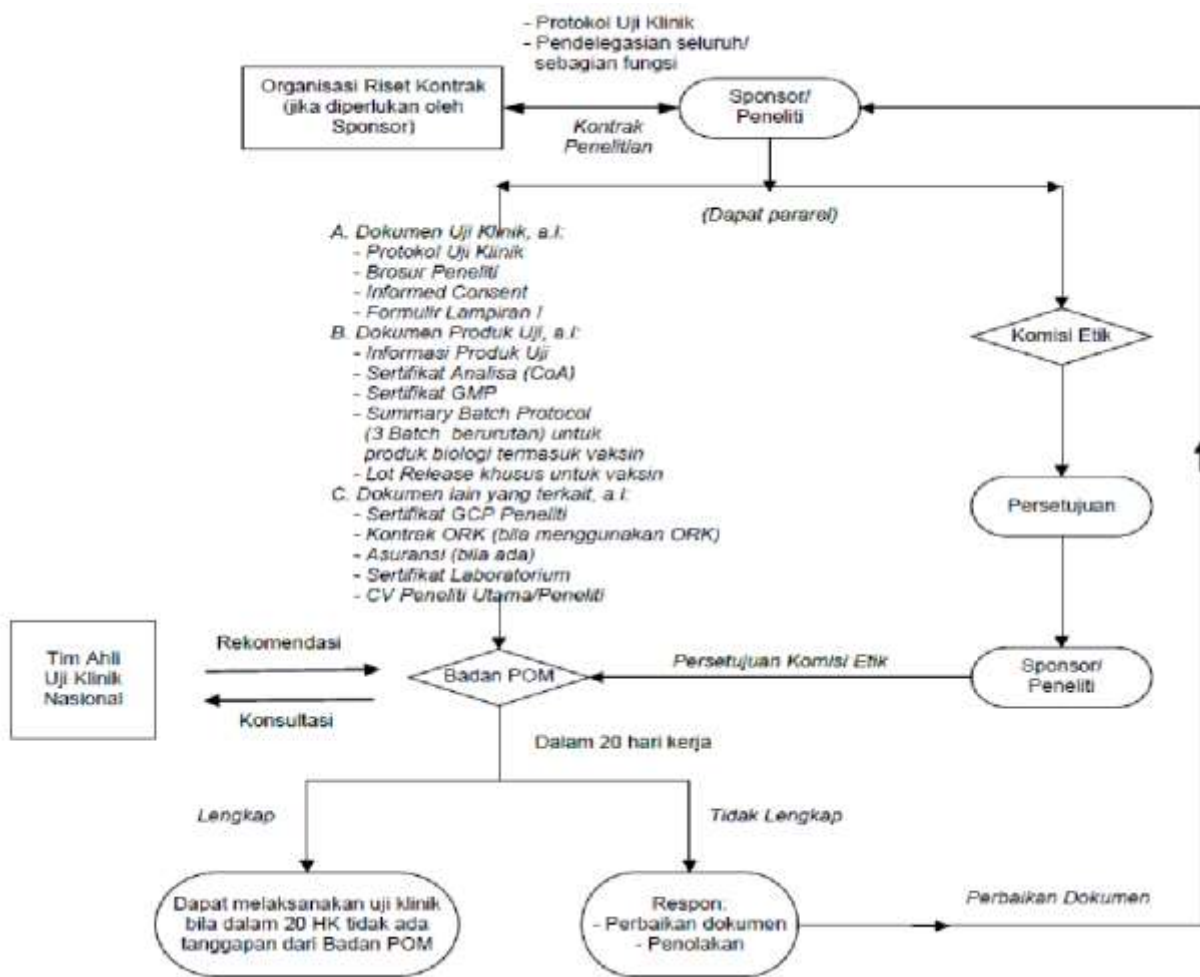 - Protokol Uji Klinik
- Pendelegasian seluruh/
sebagian fungsi
Organisasi Riset Kontrak
(jika diperlukan oleh
Sponsor)
Sponsor/
Peneliti
Kontrak
Penelitian
(Dapat pararel)
A. Dokumen Uji Klinik, a.l:
- Protokol Uji Klinik
- Brosur Peneliti
- Informed Consent
- Formulir Lampiran I
B. Dokumen Produk Uji, a.l:
- Informasi Produk Uji
- Sertifikat Analisa (CoA)
- Sertifikat GMP
- Summary Batch Protocol
(3 Batch berurutan) untuk
produk biologi termasuk vaksin
- Lot Release khusus untuk vaksin
C. Dokumen lain yang terkait, a.l:
- Sertifikat GCP Peneliti
- Kontrak ORK (bila menggunakan ORK)
- Asuransi (bila ada)
- Sertifikat Laboratorium
- CV Peneliti Utama/Peneliti
Komisi Etik
Persetujuan
Sponsor/
Peneliti
Persetujuan Komisi Etik
Badan POM
Rekomendasi
Konsultasi
Tim Ahli
Uji Klinik
Nasional
Dalam 20 hari kerja
Lengkap
Tidak Lengkap
Dapat melaksanakan uji klinik
bila dalam 20 HK tidak ada
tanggapan dari Badan POM
Respon:
- Perbaikan dokumen
- Penolakan
Perbaikan Dokumen